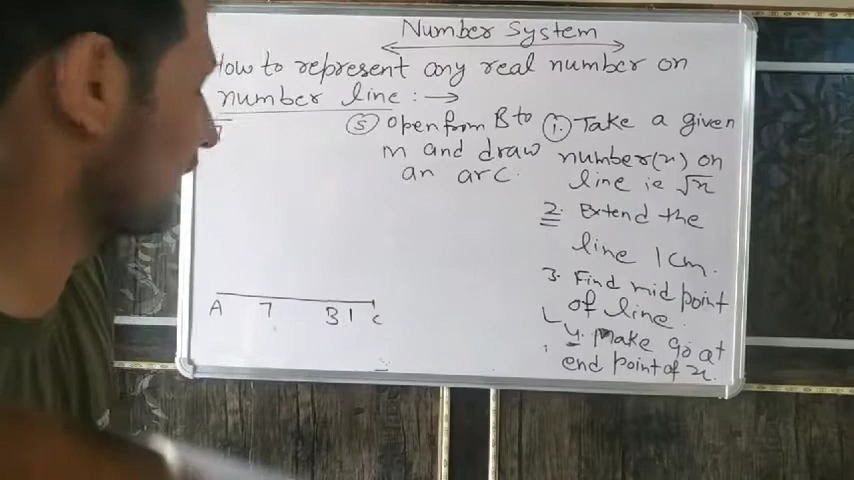 Number System
How to represent any real number on
number line : →
⑤ open from B to
m and draw
an arc.
①. Take a given
number(x) on
line ie √x
2. Extend the
line 1cm.
3. Find mid point
of line.
4. make 90 at
end point of x.
A 7 B 1 C